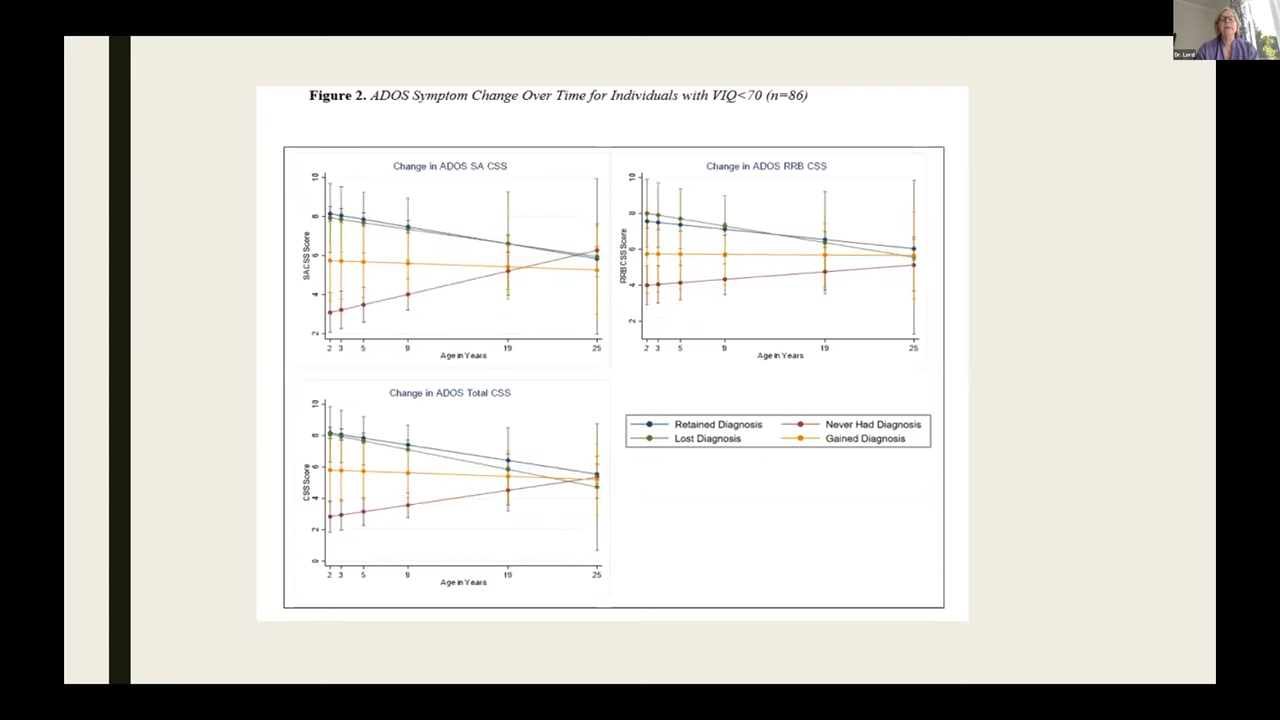 Dr. Lord
Figure 2. ADOS Symptom Change Over Time for Individuals with VIQ<70 (n=86)
Change in ADOS SA CSS
10
8
6
4
2
SA CSS Score
2 3 5 9 19 25
Age in Years
Change in ADOS RRB CSS
10
8
6
4
2
RRB CSS Score
2 3 5 9 19 25
Age in Years
Change in ADOS Total CSS
10
8
6
4
2
0
CSS Score
2 3 5 9 19 25
Age in Years
Retained Diagnosis
Never Had Diagnosis
Lost Diagnosis
Gained Diagnosis